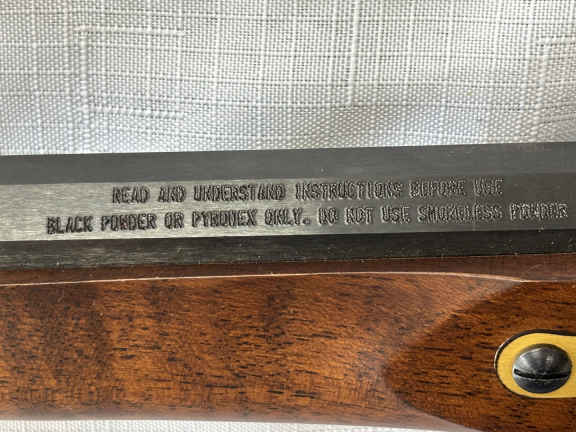 READ AND UNDERSTAND INSTRUCTIONS BEFORE USE
BLACK POWDER OR PYRODEX ONLY. DO NOT USE SMOKELESS POWDER